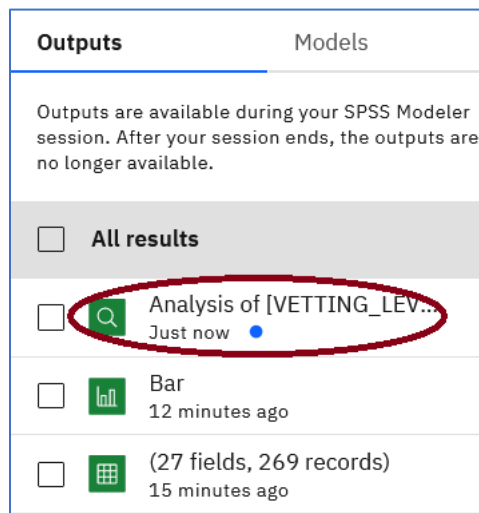 Outputs Models
Outputs are available during your SPSS Modeler
session. After your session ends, the outputs are
no longer available.
All results
Analysis of [VETTING_LEV...
Just now
Bar
12 minutes ago
(27 fields, 269 records)
15 minutes ago